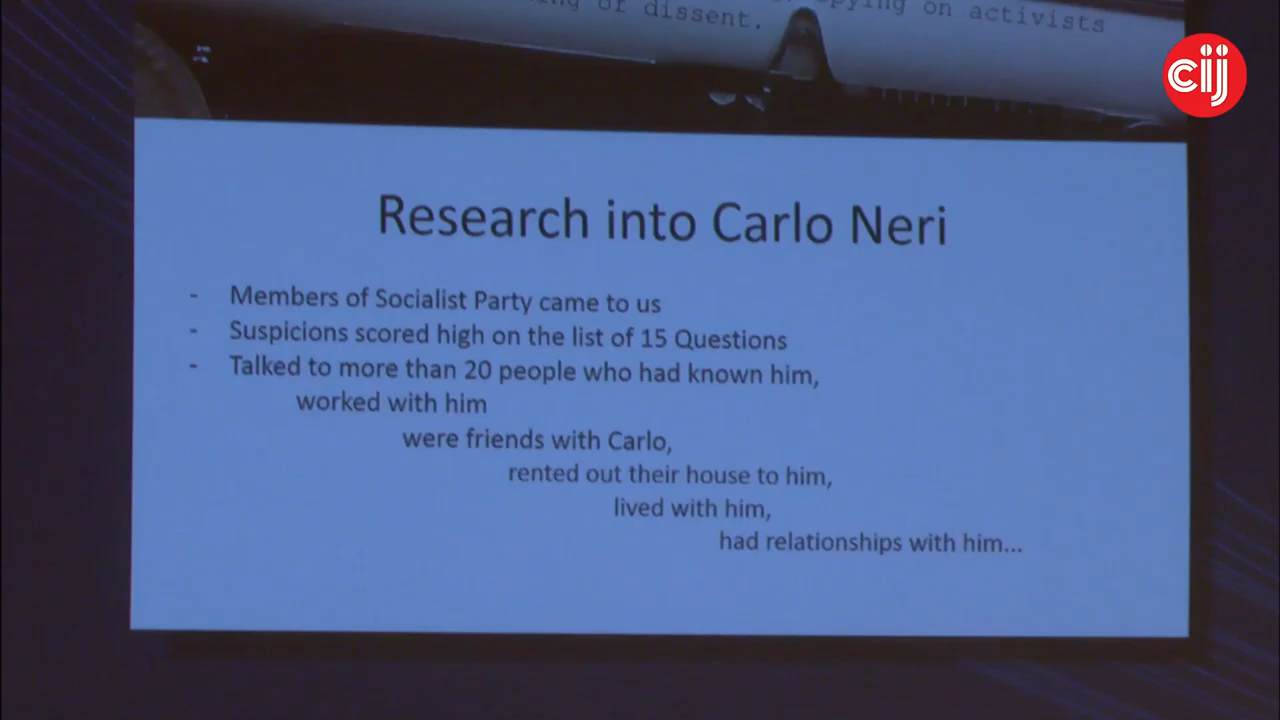 of dissent. spying on activists
cij
Research into Carlo Neri
- Members of Socialist Party came to us
- Suspicions scored high on the list of 15 Questions
- Talked to more than 20 people who had known him,
worked with him
were friends with Carlo,
rented out their house to him,
lived with him,
had relationships with him...